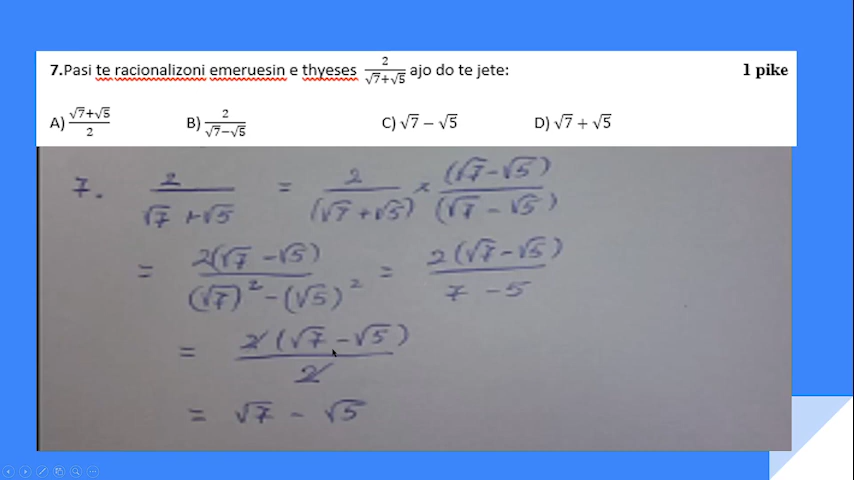 7.Pasi te racionalizoni emeruesin e thyeses 2/(√7+√5) ajo do te jete: 1 pike
A) (√7+√5)/2 B) 2/(√7−√5) C) √7 − √5 D) √7 + √5
7. 2/(√7+√5) = 2/(√7+√5) × (√7-√5)/(√7-√5)
= 2(√7-√5)/((√7)²-(√5)²) = 2(√7-√5)/(7-5)
= 2(√7-√5)/2
= √7 - √5